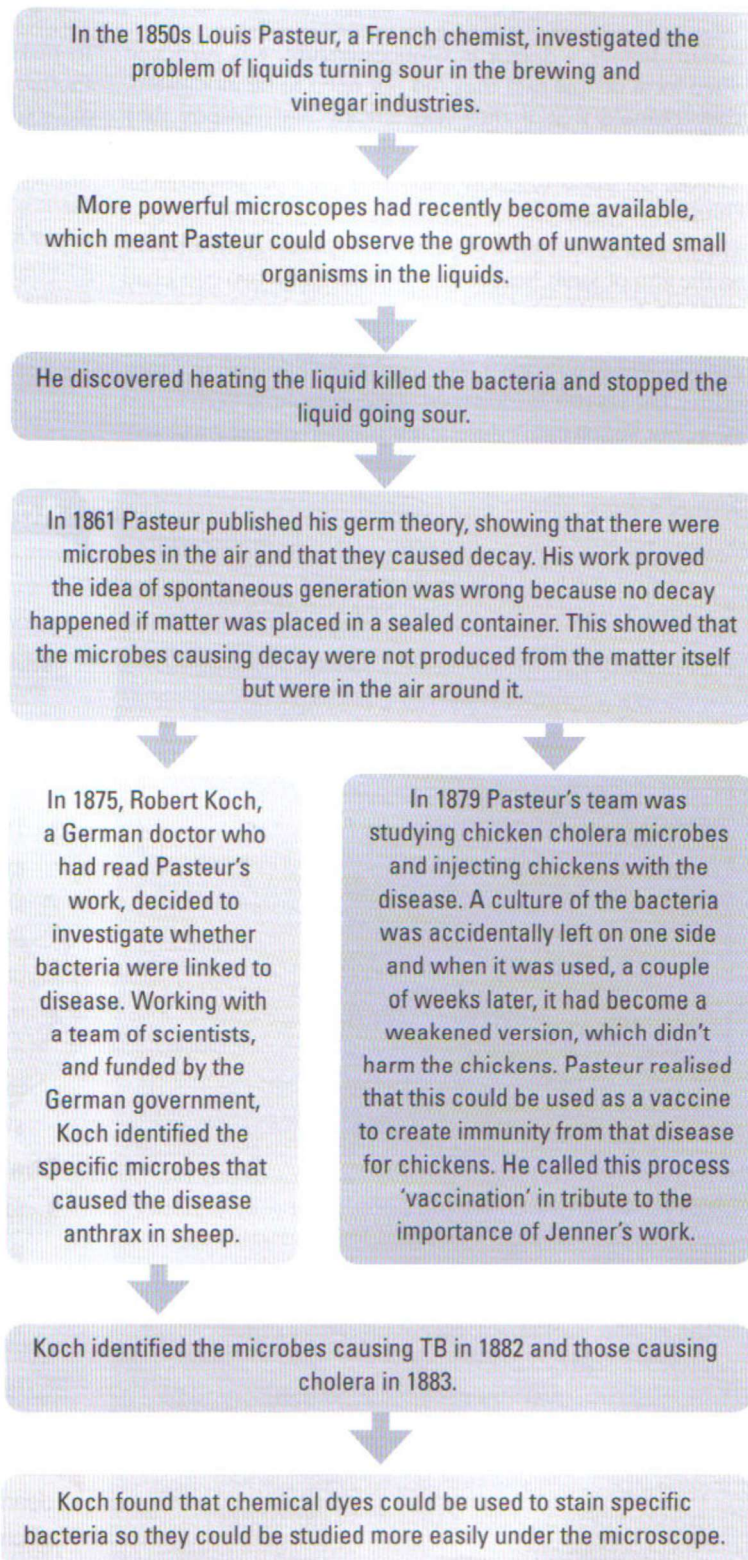 In the 1850s Louis Pasteur, a French chemist, investigated the
problem of liquids turning sour in the brewing and
vinegar industries.
More powerful microscopes had recently become available,
which meant Pasteur could observe the growth of unwanted small
organisms in the liquids.
He discovered heating the liquid killed the bacteria and stopped the
liquid going sour.
In 1861 Pasteur published his germ theory, showing that there were
microbes in the air and that they caused decay. His work proved
the idea of spontaneous generation was wrong because no decay
happened if matter was placed in a sealed container. This showed that
the microbes causing decay were not produced from the matter itself
but were in the air around it.
In 1875, Robert Koch,
a German doctor who
had read Pasteur's
work, decided to
investigate whether
bacteria were linked to
disease. Working with
a team of scientists,
and funded by the
German government,
Koch identified the
specific microbes that
caused the disease
anthrax in sheep.
In 1879 Pasteur's team was
studying chicken cholera microbes
and injecting chickens with the
disease. A culture of the bacteria
was accidentally left on one side
and when it was used, a couple
of weeks later, it had become a
weakened version, which didn't
harm the chickens. Pasteur realised
that this could be used as a vaccine
to create immunity from that disease
for chickens. He called this process
'vaccination' in tribute to the
importance of Jenner's work.
Koch identified the microbes causing TB in 1882 and those causing
cholera in 1883.
Koch found that chemical dyes could be used to stain specific
bacteria so they could be studied more easily under the microscope.